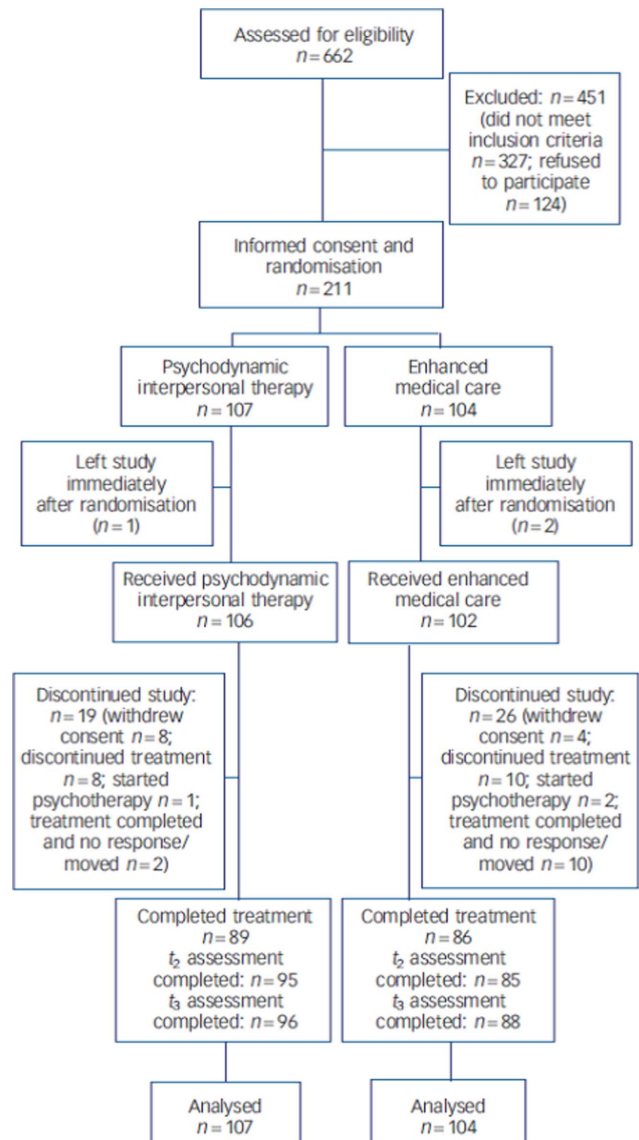 Assessed for eligibility
n=662
Excluded: n=451
(did not meet
inclusion criteria
n=327; refused
to participate
n=124)
Informed consent and
randomisation
n=211
Psychodynamic
interpersonal therapy
n=107
Enhanced
medical care
n=104
Left study
immediately
after randomisation
(n=1)
Left study
immediately
after randomisation
(n=2)
Received psychodynamic
interpersonal therapy
n=106
Received enhanced
medical care
n=102
Discontinued study:
n=19 (withdrew
consent n=8;
discontinued treatment
n=8; started
psychotherapy n=1;
treatment completed
and no response/
moved n=2)
Discontinued study:
n=26 (withdrew
consent n=4;
discontinued treatment
n=10; started
psychotherapy n=2;
treatment completed
and no response/
moved n=10)
Completed treatment
n=89
t₂ assessment
completed: n=95
t₃ assessment
completed: n=96
Completed treatment
n=86
t₂ assessment
completed: n=85
t₃ assessment
completed: n=88
Analysed
n=107
Analysed
n=104